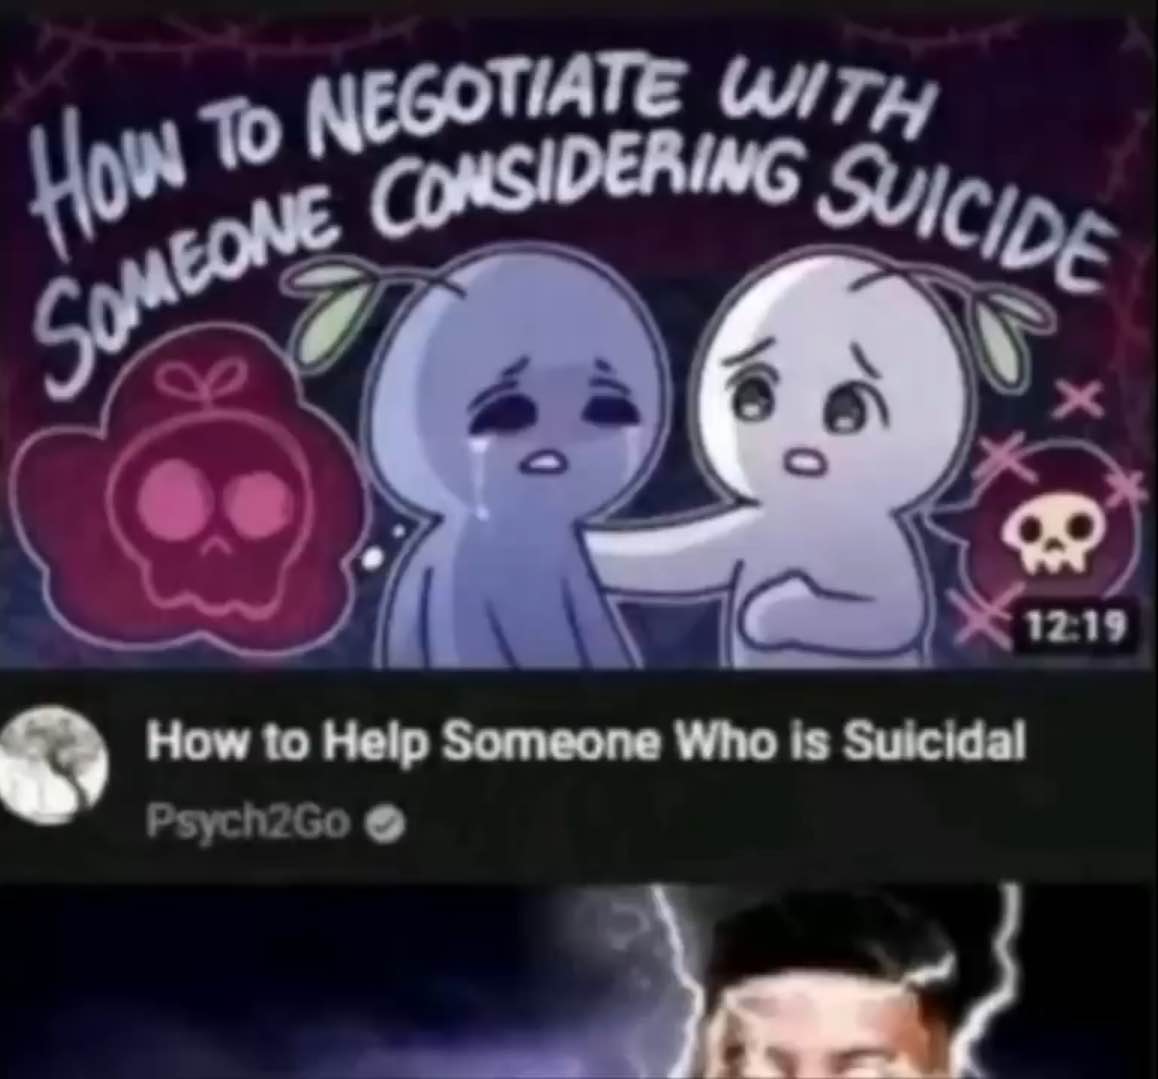 HOW TO NEGOTIATE WITH
SOMEONE CONSIDERING SUICIDE
12:19
How to Help Someone Who is Suicidal
Psych2Go